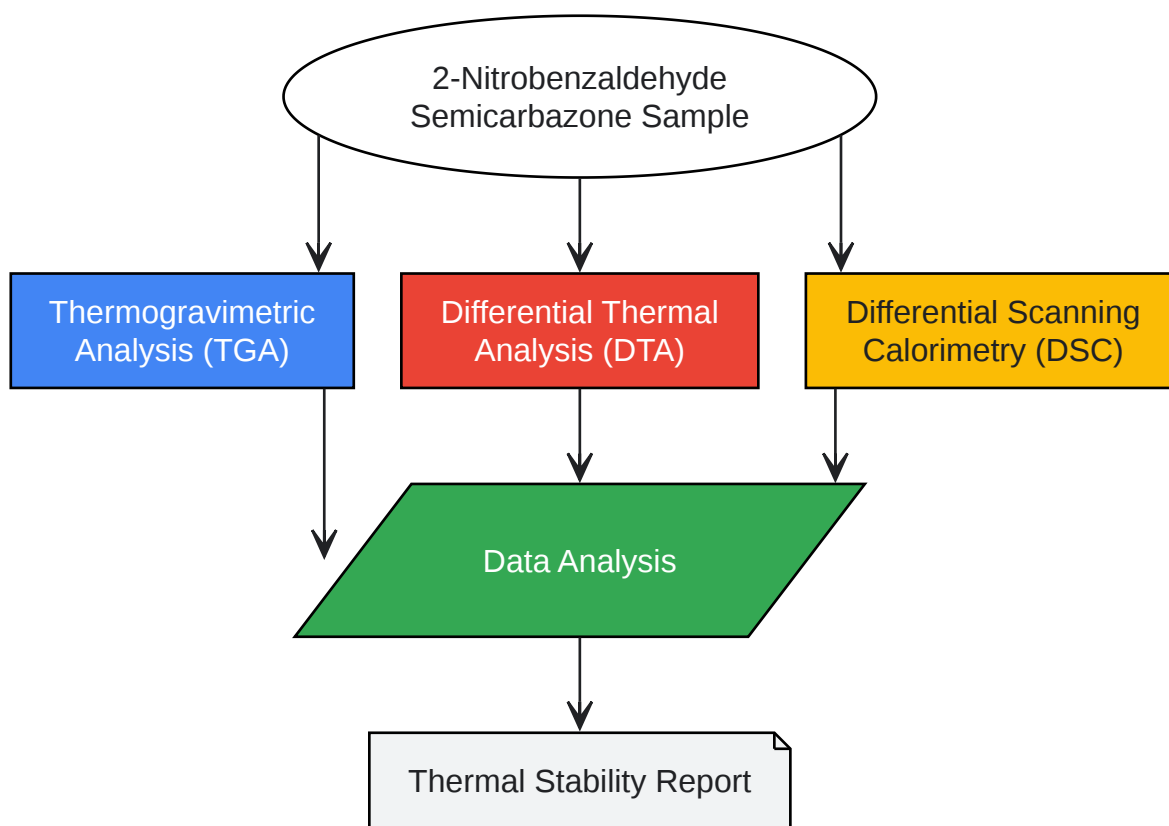 2-Nitrobenzaldehyde
Semicarbazone Sample
Thermogravimetric
Analysis (TGA)
Differential Thermal
Analysis (DTA)
Differential Scanning
Calorimetry (DSC)
Data Analysis
Thermal Stability Report